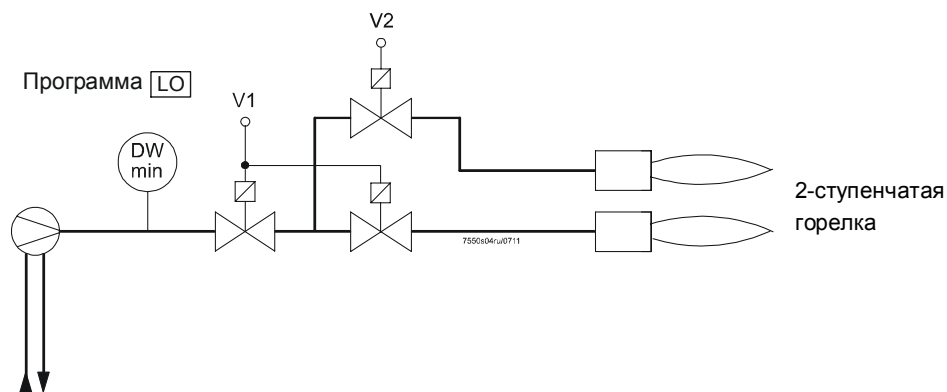 V2
Программа LO
V1
DW
min
2-ступенчатая
горелка
7550s04ru/0711